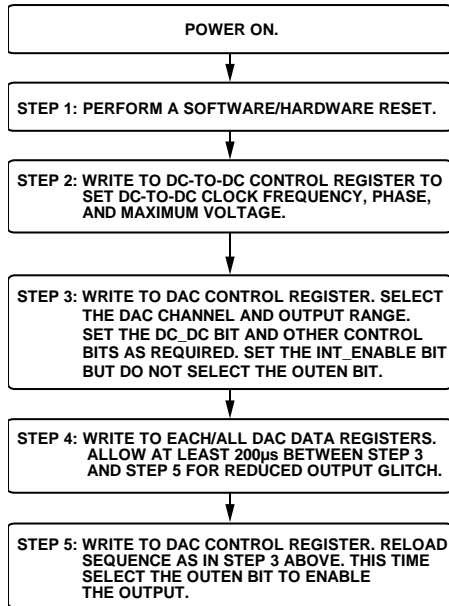 POWER ON.
STEP 1: PERFORM A SOFTWARE/HARDWARE RESET.
STEP 2: WRITE TO DC-TO-DC CONTROL REGISTER TO
SET DC-TO-DC CLOCK FREQUENCY, PHASE,
AND MAXIMUM VOLTAGE.
STEP 3: WRITE TO DAC CONTROL REGISTER. SELECT
THE DAC CHANNEL AND OUTPUT RANGE.
SET THE DC_DC BIT AND OTHER CONTROL
BITS AS REQUIRED. SET THE INT_ENABLE BIT
BUT DO NOT SELECT THE OUTEN BIT.
STEP 4: WRITE TO EACH/ALL DAC DATA REGISTERS.
ALLOW AT LEAST 200µs BETWEEN STEP 3
AND STEP 5 FOR REDUCED OUTPUT GLITCH.
STEP 5: WRITE TO DAC CONTROL REGISTER. RELOAD
SEQUENCE AS IN STEP 3 ABOVE. THIS TIME
SELECT THE OUTEN BIT TO ENABLE
THE OUTPUT.